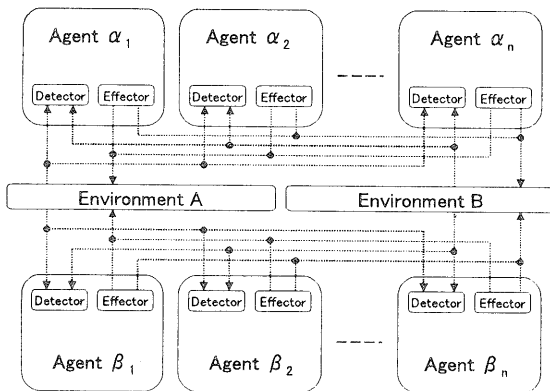 Agent α1
Agent α2
Agent αn
Detector
Effector
Detector
Effector
Detector
Effector
Environment A
Environment B
Detector
Effector
Detector
Effector
Detector
Effector
Agent β1
Agent β2
Agent βn